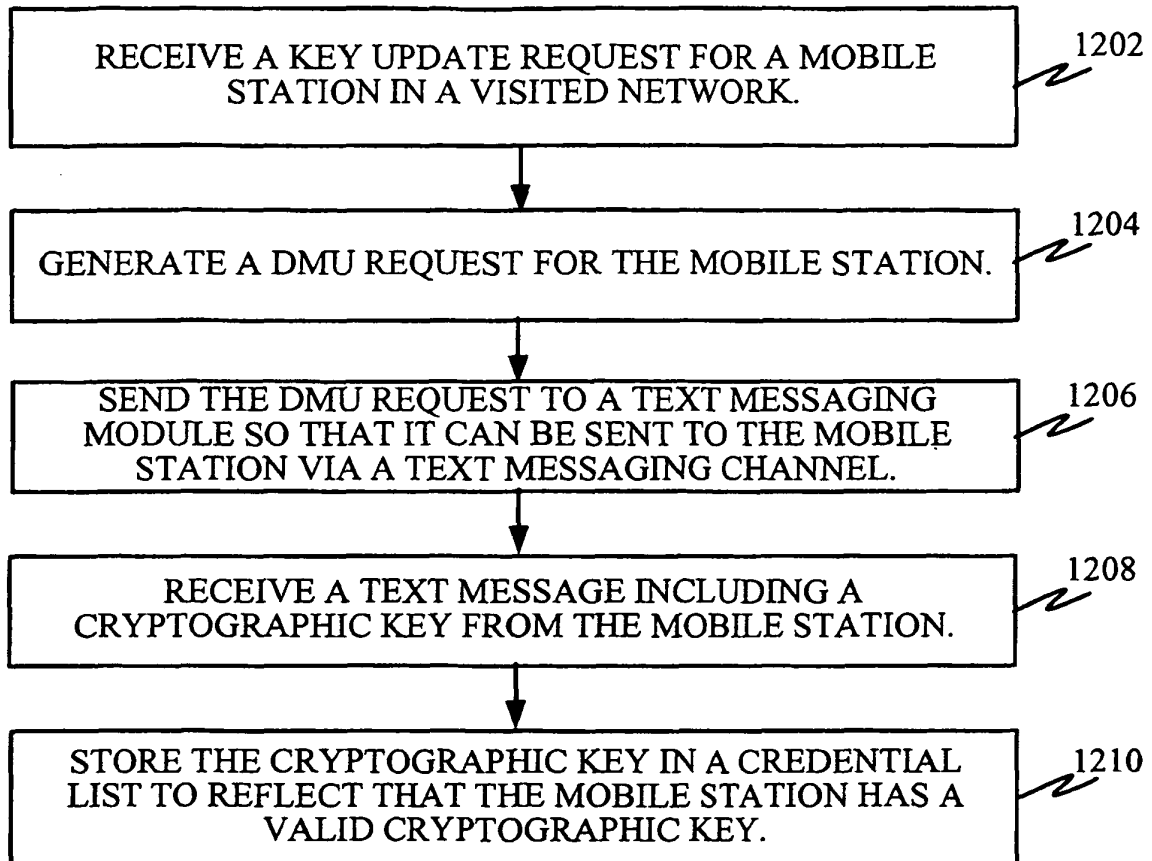 RECEIVE A KEY UPDATE REQUEST FOR A MOBILE
STATION IN A VISITED NETWORK.
1202
GENERATE A DMU REQUEST FOR THE MOBILE STATION.
1204
SEND THE DMU REQUEST TO A TEXT MESSAGING
MODULE SO THAT IT CAN BE SENT TO THE MOBILE
STATION VIA A TEXT MESSAGING CHANNEL.
1206
RECEIVE A TEXT MESSAGE INCLUDING A
CRYPTOGRAPHIC KEY FROM THE MOBILE STATION.
1208
STORE THE CRYPTOGRAPHIC KEY IN A CREDENTIAL
LIST TO REFLECT THAT THE MOBILE STATION HAS A
VALID CRYPTOGRAPHIC KEY.
1210